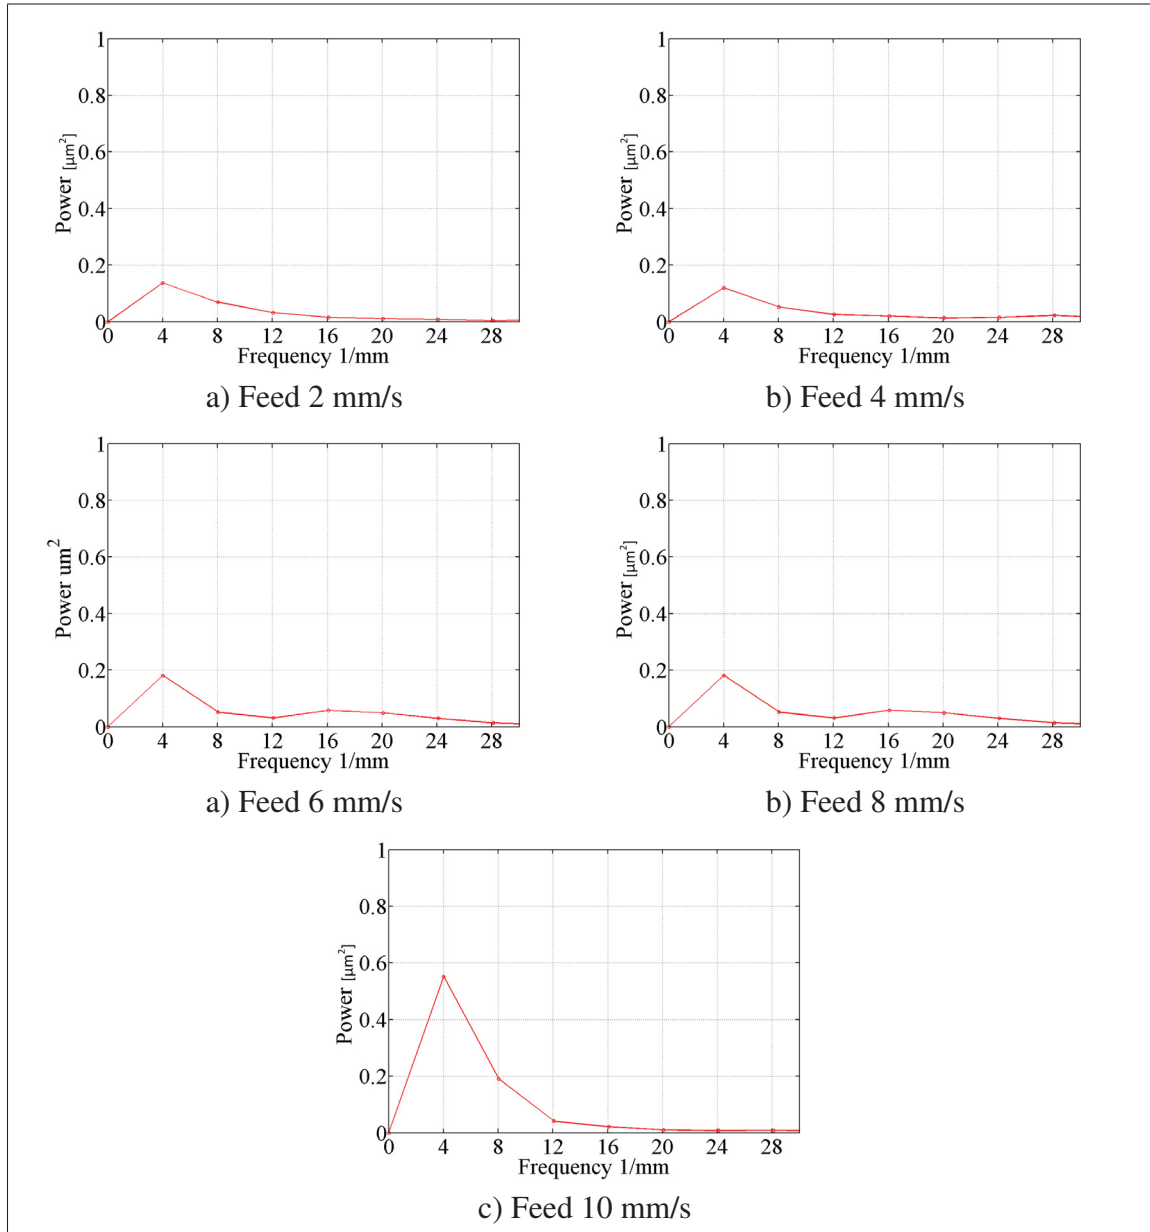 1
0.8
0.6
0.4
0.2
0
Power [μm²]
0 4 8 12 16 20 24 28
Frequency 1/mm
a) Feed 2 mm/s
1
0.8
0.6
0.4
0.2
0
Power [μm²]
0 4 8 12 16 20 24 28
Frequency 1/mm
b) Feed 4 mm/s
1
0.8
0.6
0.4
0.2
0
Power um²
0 4 8 12 16 20 24 28
Frequency 1/mm
a) Feed 6 mm/s
1
0.8
0.6
0.4
0.2
0
Power [μm²]
0 4 8 12 16 20 24 28
Frequency 1/mm
b) Feed 8 mm/s
1
0.8
0.6
0.4
0.2
0
Power [μm²]
0 4 8 12 16 20 24 28
Frequency 1/mm
c) Feed 10 mm/s